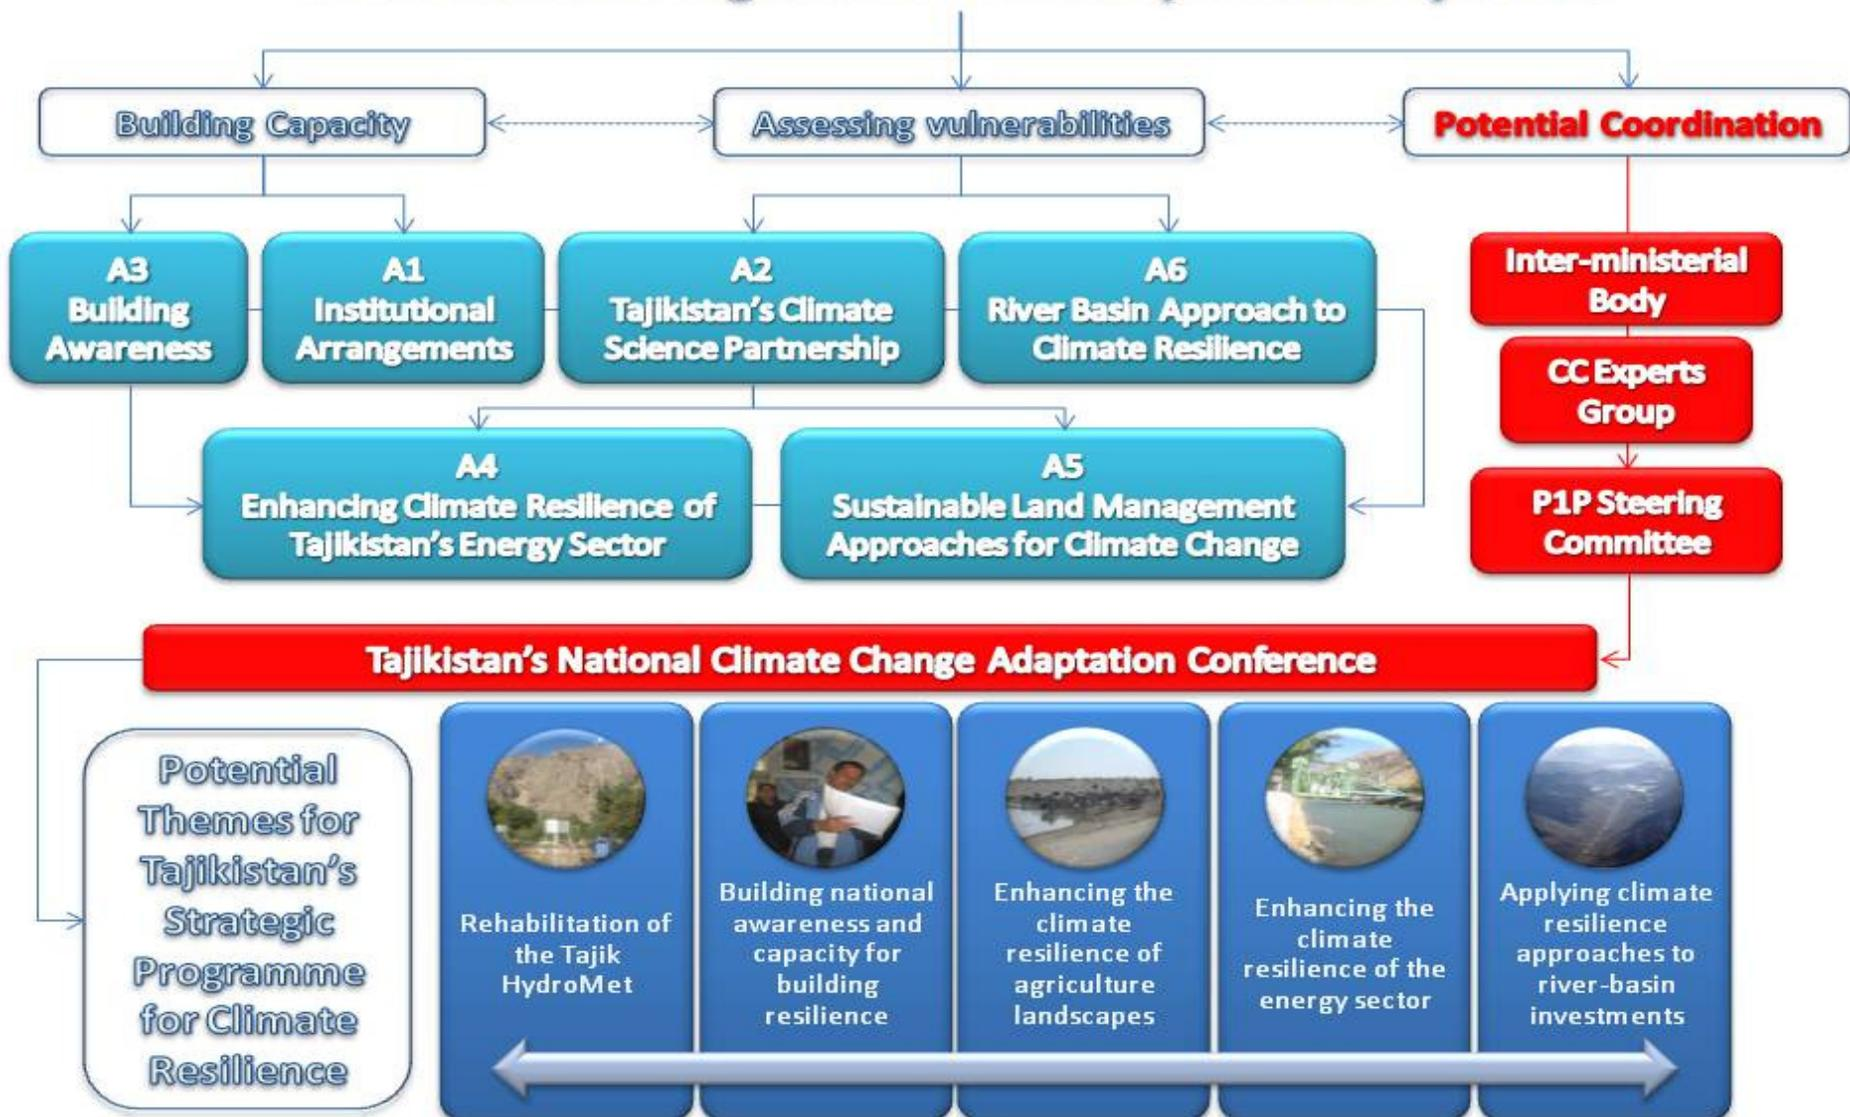 Building Capacity
Assessing vulnerabilities
Potential Coordination
A3
Building
Awareness
A1
Institutional
Arrangements
A2
Tajikistan's Climate
Science Partnership
A6
River Basin Approach to
Climate Resilience
Inter-ministerial
Body
CC Experts
Group
P1P Steering
Committee
A4
Enhancing Climate Resilience of
Tajikistan's Energy Sector
A5
Sustainable Land Management
Approaches for Climate Change
Tajikistan's National Climate Change Adaptation Conference
Potential
Themes for
Tajikistan's
Strategic
Programme
for Climate
Resilience
Rehabilitation of
the Tajik
HydroMet
Building national
awareness and
capacity for
building
resilience
Enhancing the
climate
resilience of
agriculture
landscapes
Enhancing the
climate
resilience of the
energy sector
Applying climate
resilience
approaches to
river-basin
investments